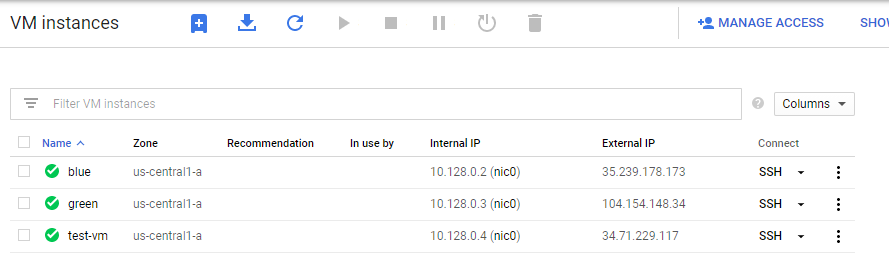 VM instances MANAGE ACCESS SHOW
Filter VM instances Columns
Name Zone Recommendation In use by Internal IP External IP Connect
blue us-central1-a 10.128.0.2 (nic0) 35.239.178.173 SSH
green us-central1-a 10.128.0.3 (nic0) 104.154.148.34 SSH
test-vm us-central1-a 10.128.0.4 (nic0) 34.71.229.117 SSH